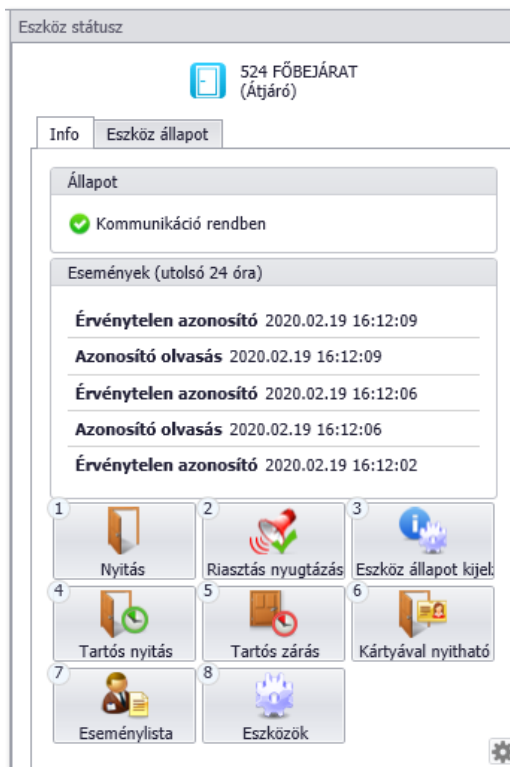 Eszköz státusz
524 FŐBEJÁRAT
(Átjáró)
Info Eszköz állapot
Állapot
Kommunikáció rendben
Események (utolsó 24 óra)
Érvénytelen azonosító 2020.02.19 16:12:09
Azonosító olvasás 2020.02.19 16:12:09
Érvénytelen azonosító 2020.02.19 16:12:06
Azonosító olvasás 2020.02.19 16:12:06
Érvénytelen azonosító 2020.02.19 16:12:02
1 2 3
Nyitás Riasztás nyugtázás Eszköz állapot kijelz
4 5 6
Tartós nyitás Tartós zárás Kártyával nyitható
7 8
Eseménylista Eszközök